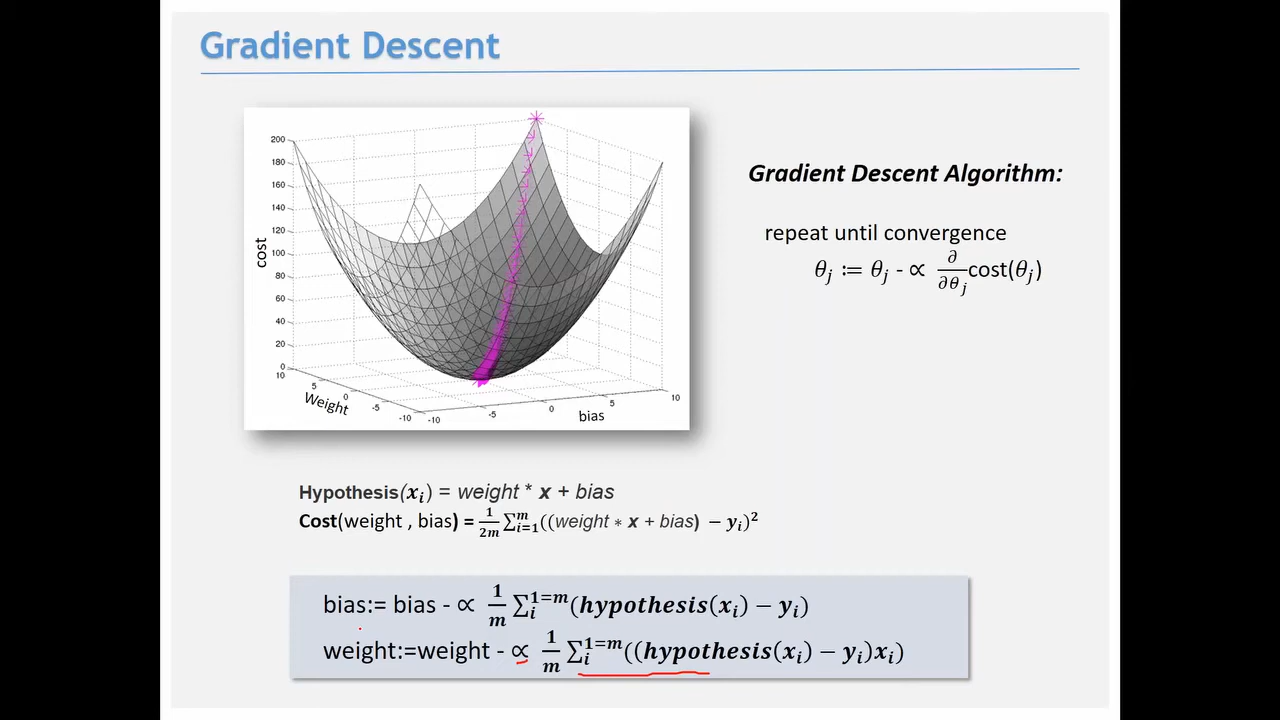 Gradient Descent
200
180
160
140
120
100
80
60
40
20
0
cost
10
5
0
-5
-10
Weight
-10
-5
0
5
10
bias
Gradient Descent Algorithm:
repeat until convergence
θ_j := θ_j - ∝ ∂/∂θ_j cost(θ_j)
Hypothesis(x_i) = weight * x + bias
Cost(weight , bias) = 1/2m ∑_{i=1}^{m}((weight ∗ x + bias) − y_i)^2
bias:= bias - ∝ 1/m ∑_i^{1=m}(hypothesis(x_i) − y_i)
weight:=weight - ∝ 1/m ∑_i^{1=m}((hypothesis(x_i) − y_i)x_i)